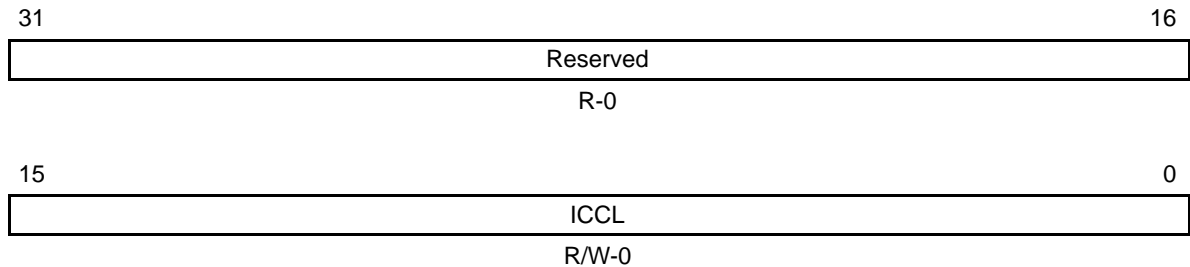 31 16
Reserved
R-0
15 0
ICCL
R/W-0